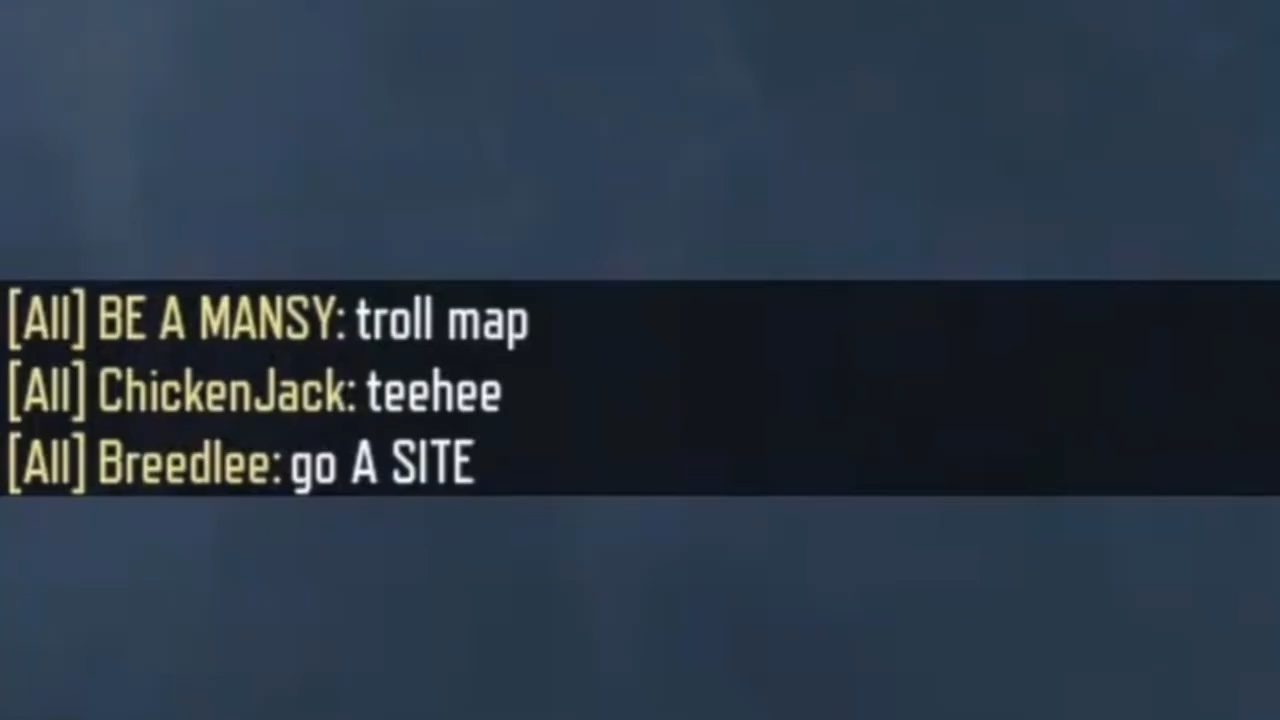 [All] BE A MANSY: troll map
[All] ChickenJack: teehee
[All] Breedlee: go A SITE